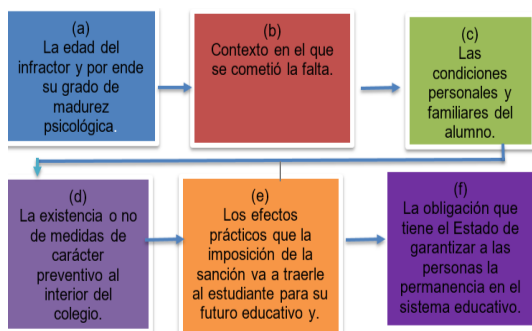 (a)
La edad del
infractor y por ende
su grado de
madurez
psicológica.
(b)
Contexto en el que
se cometió la falta.
(c)
Las
condiciones
personales y
familiares del
alumno.
(d)
La existencia o no
de medidas de
carácter
preventivo al
interior del
colegio.
(e)
Los efectos
prácticos que la
imposición de la
sanción va a traerle
al estudiante para su
futuro educativo y.
(f)
La obligación que
tiene el Estado de
garantizar a las
personas la
permanencia en el
sistema educativo.